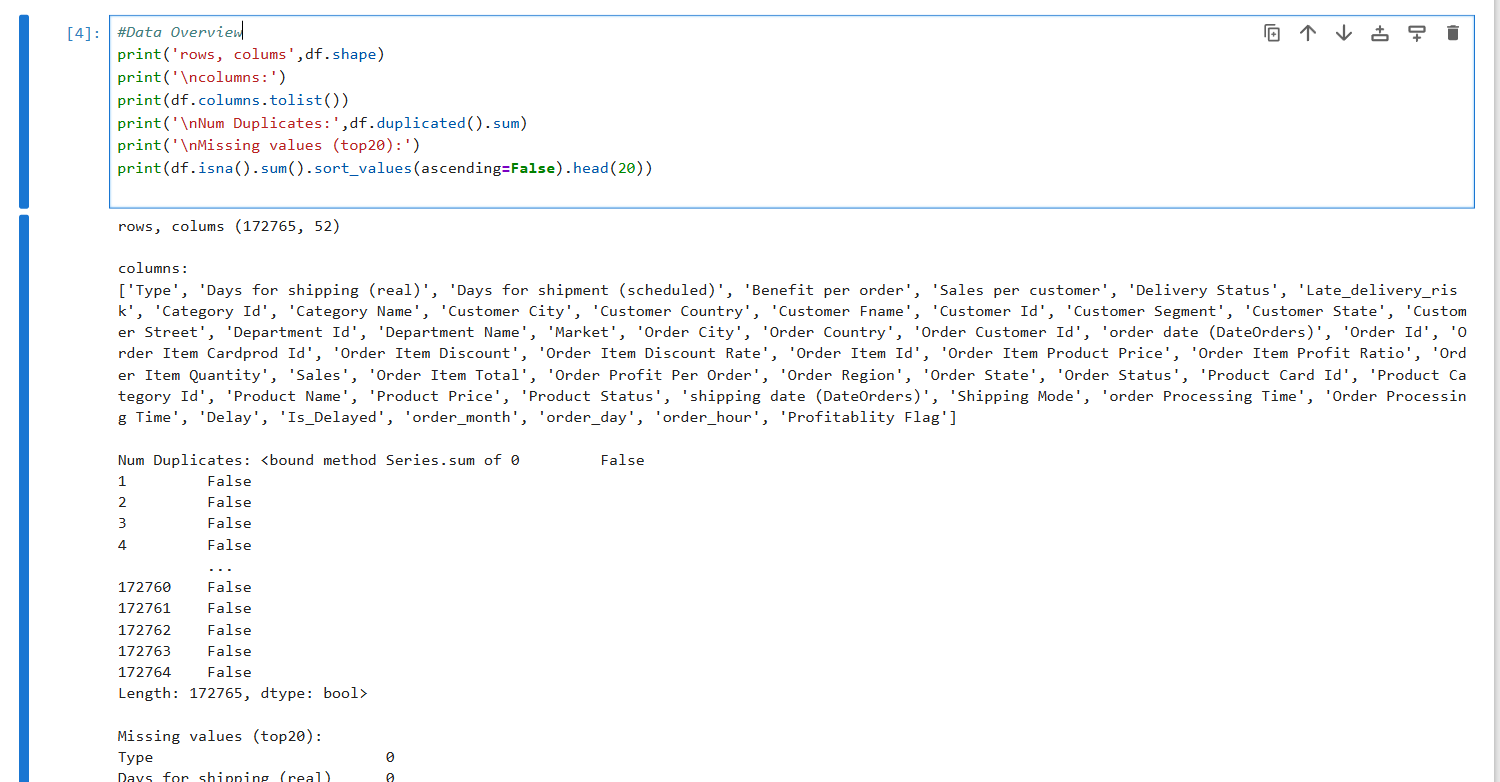 [4]: #Data Overview
print('rows, colums',df.shape)
print('\ncolumns:')
print(df.columns.tolist())
print('\nNum Duplicates:',df.duplicated().sum)
print('\nMissing values (top20):')
print(df.isna().sum().sort_values(ascending=False).head(20))
rows, colums (172765, 52)
columns:
['Type', 'Days for shipping (real)', 'Days for shipment (scheduled)', 'Benefit per order', 'Sales per customer', 'Delivery Status', 'Late_delivery_ris
k', 'Category Id', 'Category Name', 'Customer City', 'Customer Country', 'Customer Fname', 'Customer Id', 'Customer Segment', 'Customer State', 'Custom
er Street', 'Department Id', 'Department Name', 'Market', 'Order City', 'Order Country', 'Order Customer Id', 'order date (DateOrders)', 'Order Id', 'O
rder Item Cardprod Id', 'Order Item Discount', 'Order Item Discount Rate', 'Order Item Id', 'Order Item Product Price', 'Order Item Profit Ratio', 'Ord
er Item Quantity', 'Sales', 'Order Item Total', 'Order Profit Per Order', 'Order Region', 'Order State', 'Order Status', 'Product Card Id', 'Product Ca
tegory Id', 'Product Name', 'Product Price', 'Product Status', 'shipping date (DateOrders)', 'Shipping Mode', 'order Processing Time', 'Order Processin
g Time', 'Delay', 'Is_Delayed', 'order_month', 'order_day', 'order_hour', 'Profitablity Flag']
Num Duplicates: <bound method Series.sum of 0 False
1 False
2 False
3 False
4 False
...
172760 False
172761 False
172762 False
172763 False
172764 False
Length: 172765, dtype: bool>
Missing values (top20):
Type 0
Days for shipping (real) 0